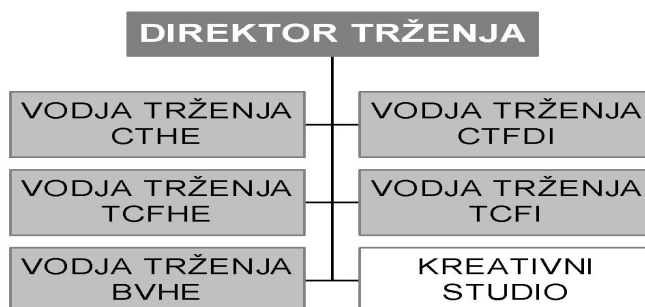 DIREKTOR TRŽENJA
VODJA TRŽENJA
CTHE
VODJA TRŽENJA
CTFDI
VODJA TRŽENJA
TCFHE
VODJA TRŽENJA
TCFI
VODJA TRŽENJA
BVHE
KREATIVNI
STUDIO